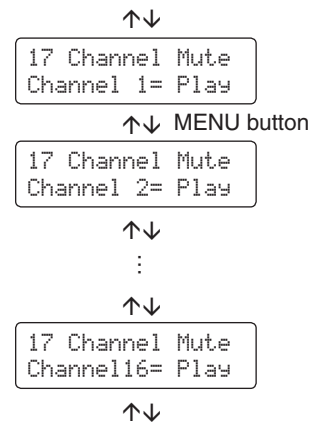 ↑↓
17 Channel Mute
Channel 1= Play
↑↓ MENU button
17 Channel Mute
Channel 2= Play
↑↓
⋮
↑↓
17 Channel Mute
Channel16= Play
↑↓